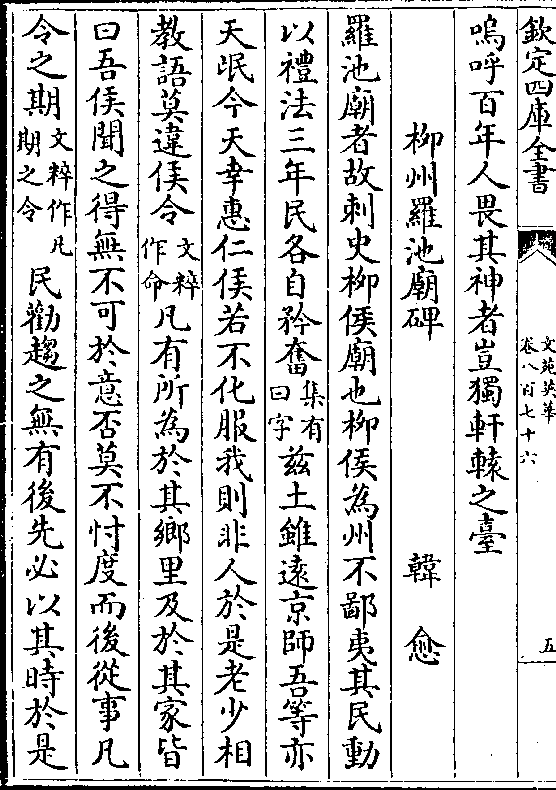 欽定四庫全書
文苑英華
卷八百七十六
五
嗚呼百年人畏其神者豈獨軒轅之臺
柳州羅池廟碑 韓愈
羅池廟者故刺史柳侯廟也柳侯為州不鄙夷其民動
以禮法三年民各自矜奮集有曰字茲土雖遠京師吾等亦
天氓今天幸惠仁侯若不化服我則非人於是老少相
教語莫違侯令文粹作命凡有所為於其鄉里及於其家皆
曰吾侯聞之得無不可於意否莫不忖度而後從事凡
令之期文粹作凡期之令民勸趨之無有後先必以其時於是